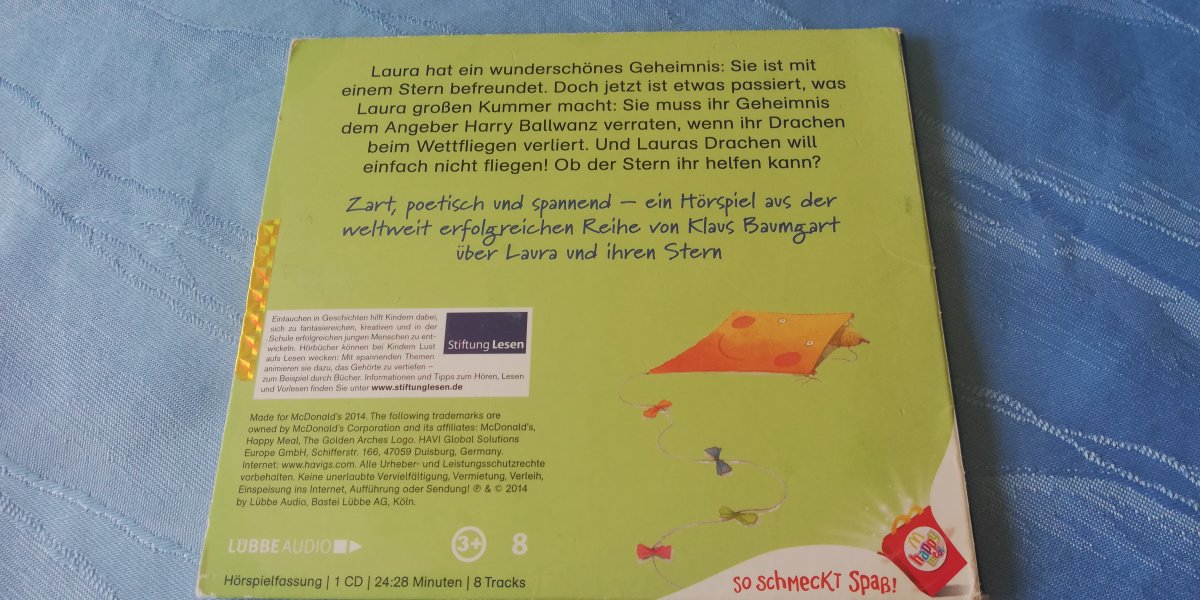 Laura hat ein wunderschönes Geheimnis: Sie ist mit
einem Stern befreundet. Doch jetzt ist etwas passiert, was
Laura großen Kummer macht: Sie muss ihr Geheimnis
dem Angeber Harry Ballwanz verraten, wenn ihr Drachen
beim Wettfliegen verliert. Und Lauras Drachen will
einfach nicht fliegen! Ob der Stern ihr helfen kann?
Zart, poetisch und spannend – ein Hörspiel aus der
weltweit erfolgreichen Reihe von Klaus Baumgart
über Laura und ihren Stern
Eintauchen in Geschichten hilft Kindern dabei,
sich zu fantasiereichen, kreativen und in der
Schule erfolgreichen jungen Menschen zu ent-
wickeln. Hörbücher können bei Kindern Lust
aufs Lesen wecken: Mit spannenden Themen
animieren sie dazu, das Gehörte zu vertiefen –
zum Beispiel durch Bücher. Informationen und Tipps zum Hören, Lesen
und Vorlesen finden Sie unter www.stiftunglesen.de
Stiftung Lesen
Made for McDonald's 2014. The following trademarks are
owned by McDonald's Corporation and its affiliates: McDonald's,
Happy Meal, The Golden Arches Logo. HAVI Global Solutions
Europe GmbH, Schifferstr. 166, 47059 Duisburg, Germany.
Internet: www.havigs.com. Alle Urheber- und Leistungsschutzrechte
vorbehalten. Keine unerlaubte Vervielfältigung, Vermietung, Verleih,
Einspeisung ins Internet, Aufführung oder Sendung! ℗ & © 2014
by Lübbe Audio, Bastei Lübbe AG, Köln.
LÜBBE AUDIO
3+
8
Hörspielfassung | 1 CD | 24:28 Minuten | 8 Tracks
happy
meal
SO SCHMECKT SPAß!